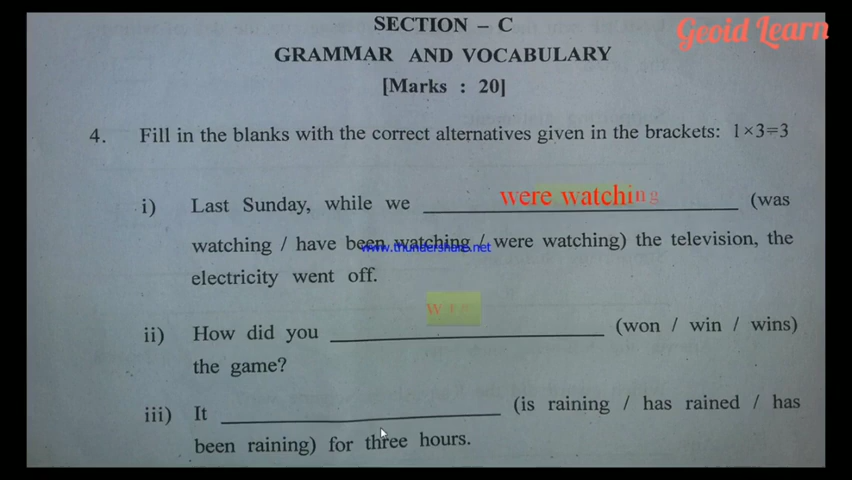 SECTION – C
Geoid Learn
GRAMMAR AND VOCABULARY
[Marks : 20]
4. Fill in the blanks with the correct alternatives given in the brackets: 1×3=3
i) Last Sunday, while we were watching (was
watching / have been watching / were watching) the television, the
www.thundershare.net
electricity went off.
ii) How did you (won / win / wins)
the game?
iii) It (is raining / has rained / has
been raining) for three hours.